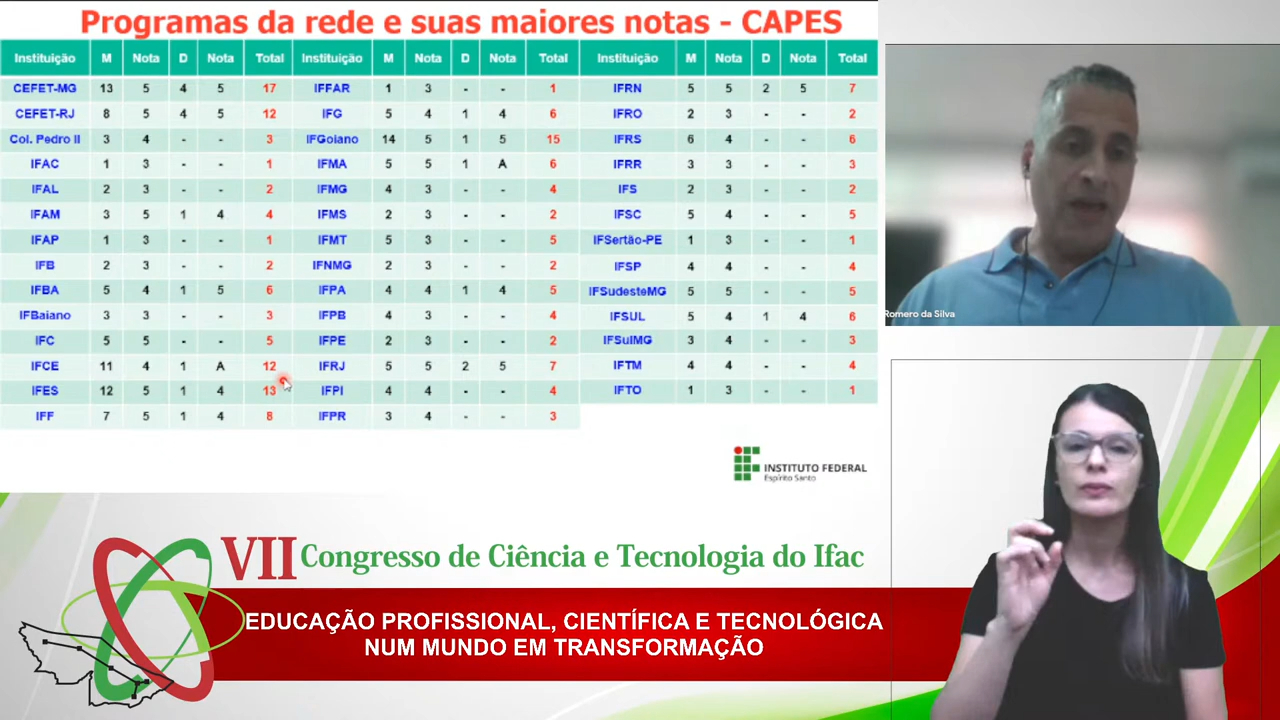 Programas da rede e suas maiores notas - CAPES
Instituição M Nota D Nota Total Instituição M Nota D Nota Total Instituição M Nota D Nota Total
CEFET-MG 13 5 4 5 17 IFFAR 1 3 - - 1 IFRN 5 5 2 5 7
CEFET-RJ 8 5 4 5 12 IFG 5 4 1 4 6 IFRO 2 3 - - 2
Col. Pedro II 3 4 - - 3 IFGoiano 14 5 1 5 15 IFRS 6 4 - - 6
IFAC 1 3 - - 1 IFMA 5 5 1 A 6 IFRR 3 3 - - 3
IFAL 2 3 - - 2 IFMG 4 3 - - 4 IFS 2 3 - - 2
IFAM 3 5 1 4 4 IFMS 2 3 - - 2 IFSC 5 4 - - 5
IFAP 1 3 - - 1 IFMT 5 3 - - 5 IFSertão-PE 1 3 - - 1
IFB 2 3 - - 2 IFNMG 2 3 - - 2 IFSP 4 4 - - 4
IFBA 5 4 1 5 6 IFPA 4 4 1 4 5 IFSudesteMG 5 5 - - 5
IFBaiano 3 3 - - 3 IFPB 4 3 - - 4 IFSUL 5 4 1 4 6
IFC 5 5 - - 5 IFPE 2 3 - - 2 IFSulMG 3 4 - - 3
IFCE 11 4 1 A 12 IFRJ 5 5 2 5 7 IFTM 4 4 - - 4
IFES 12 5 1 4 13 IFPI 4 4 - - 4 IFTO 1 3 - - 1
IFF 7 5 1 4 8 IFPR 3 4 - - 3
INSTITUTO FEDERAL
Espírito Santo
Romero da Silva
VII Congresso de Ciência e Tecnologia do Ifac
EDUCAÇÃO PROFISSIONAL, CIENTÍFICA E TECNOLÓGICA
NUM MUNDO EM TRANSFORMAÇÃO